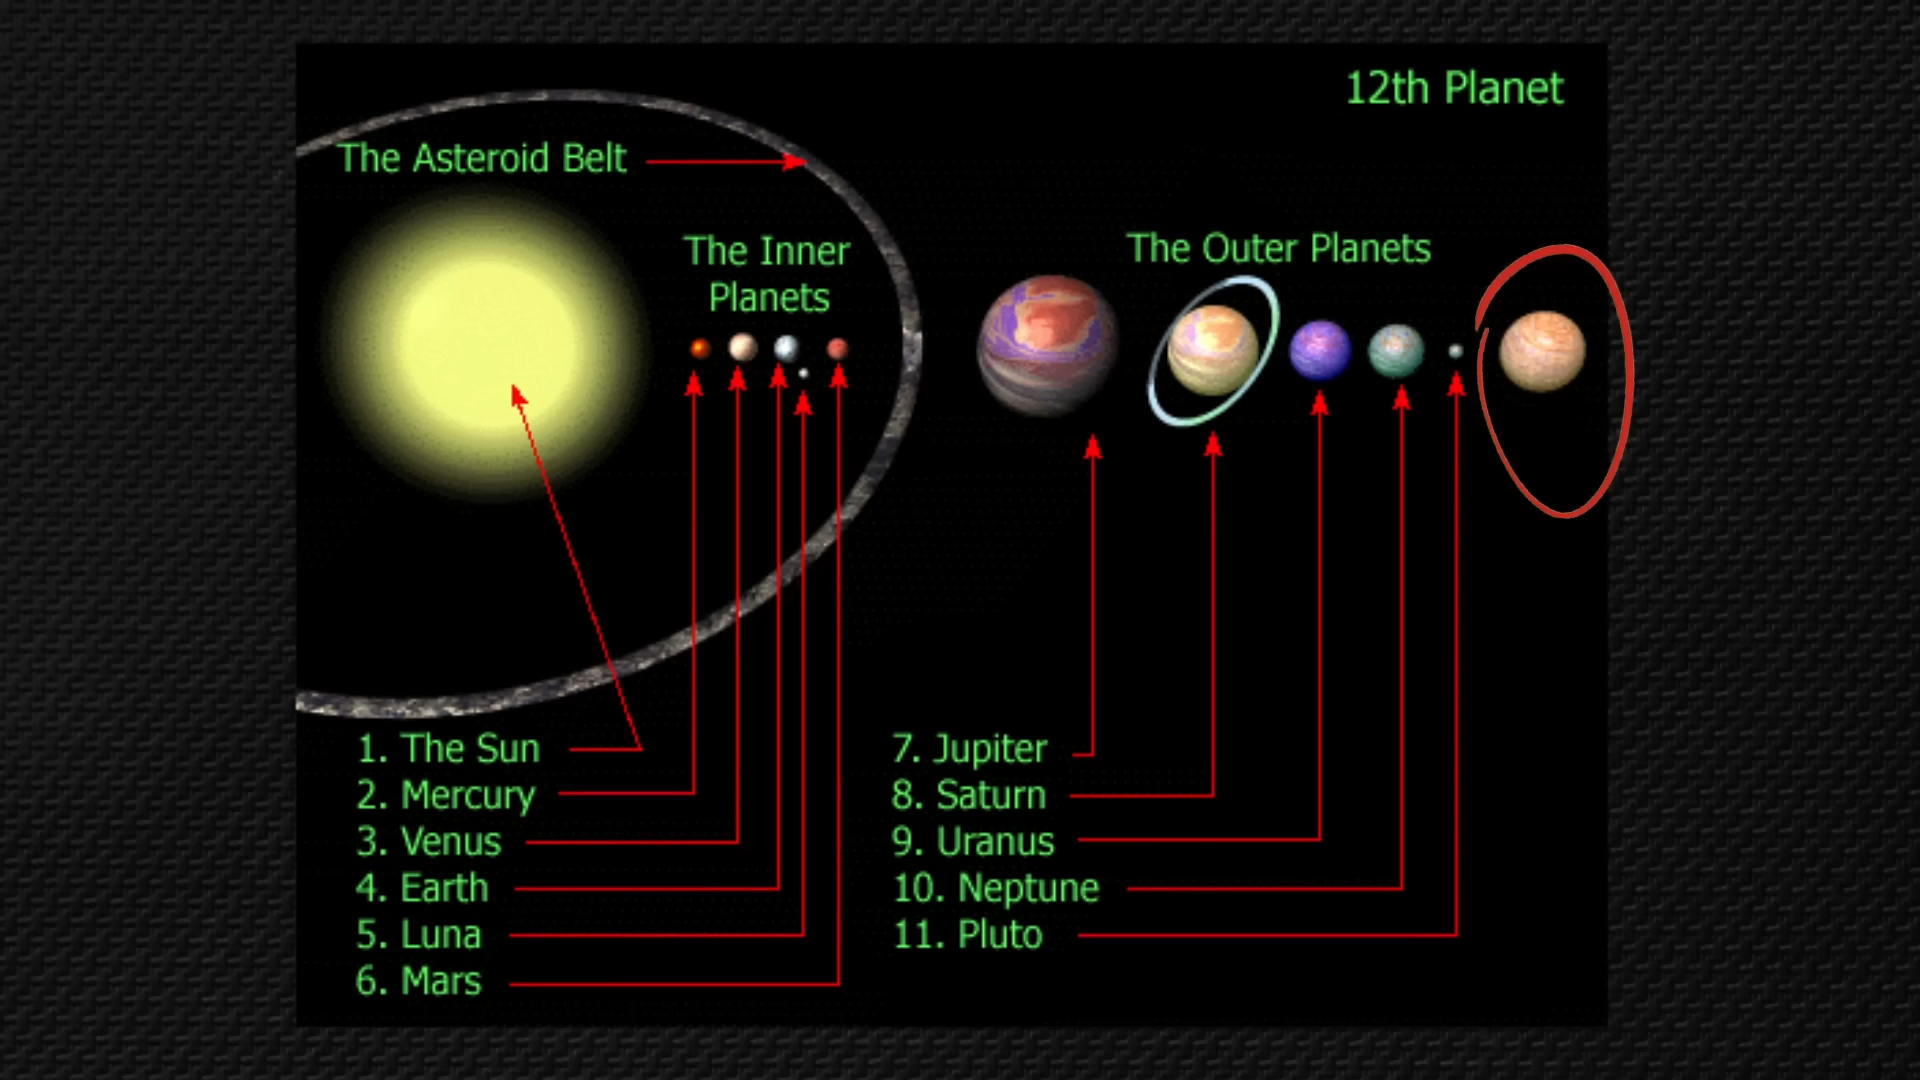 12th Planet
The Asteroid Belt
The Inner
Planets
The Outer Planets
1. The Sun
2. Mercury
3. Venus
4. Earth
5. Luna
6. Mars
7. Jupiter
8. Saturn
9. Uranus
10. Neptune
11. Pluto